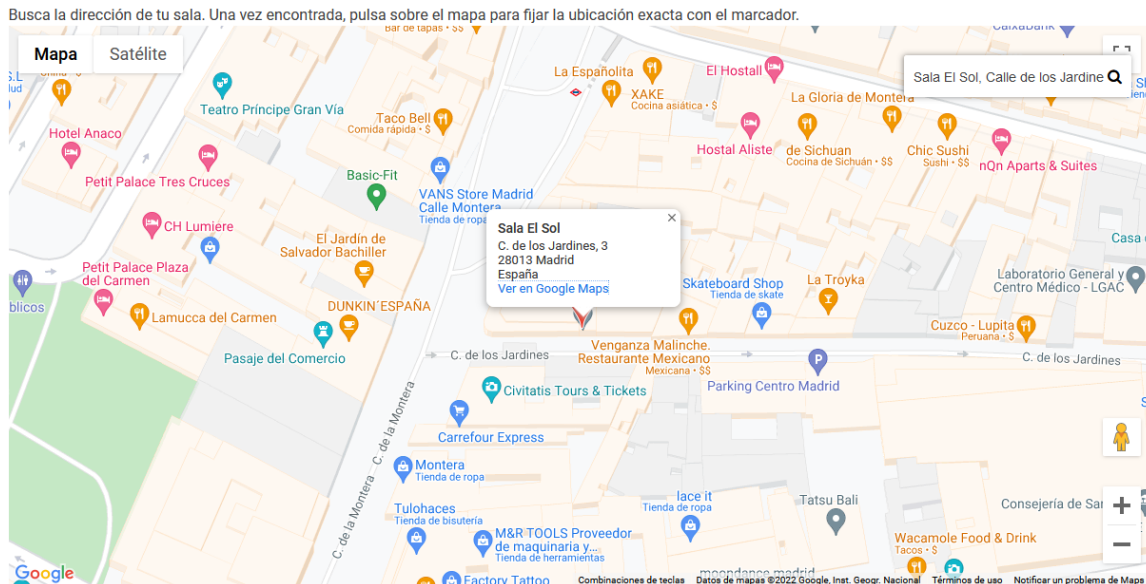 Busca la dirección de tu sala. Una vez encontrada, pulsa sobre el mapa para fijar la ubicación exacta con el marcador.
Bar de tapas • $$
CaixaBank
Mapa
Satélite
Sala El Sol, Calle de los Jardine
La Españolita
El Hostall
XAKE
Cocina asiática • $
La Gloria de Montera
Teatro Príncipe Gran Vía
Taco Bell
Comida rápida • $
Hotel Anaco
Hostal Aliste
de Sichuan
Cocina de Sichuán • $$
Chic Sushi
Sushi • $$
nQn Aparts & Suites
Petit Palace Tres Cruces
Basic-Fit
VANS Store Madrid
Calle Montera
Tienda de ropa
CH Lumiere
Sala El Sol
C. de los Jardines, 3
28013 Madrid
España
Ver en Google Maps
El Jardín de
Salvador Bachiller
Casa
Petit Palace Plaza
del Carmen
Skateboard Shop
Tienda de skate
La Troyka
Laboratorio General y
Centro Médico - LGAC
blicos
Lamucca del Carmen
DUNKIN´ESPAÑA
Cuzco - Lupita
Peruana • $
Pasaje del Comercio
C. de los Jardines
Venganza Malinche.
Restaurante Mexicano
Mexicana • $$
C. de los Jardines
P
Parking Centro Madrid
Civitatis Tours & Tickets
C. de la Montera
Carrefour Express
Montera
Tienda de ropa
C. de la Montera
lace it
Tienda de ropa
Tatsu Bali
Consejería de San
Tulohaces
Tienda de bisutería
M&R TOOLS Proveedor
de maquinaria y...
Tienda de herramientas
Wacamole Food & Drink
Tacos • $
moondance madrid
Factory Tattoo
Google
Combinaciones de teclas
Datos de mapas ©2022 Google, Inst. Geogr. Nacional
Términos de uso
Notificar un problema de Maps